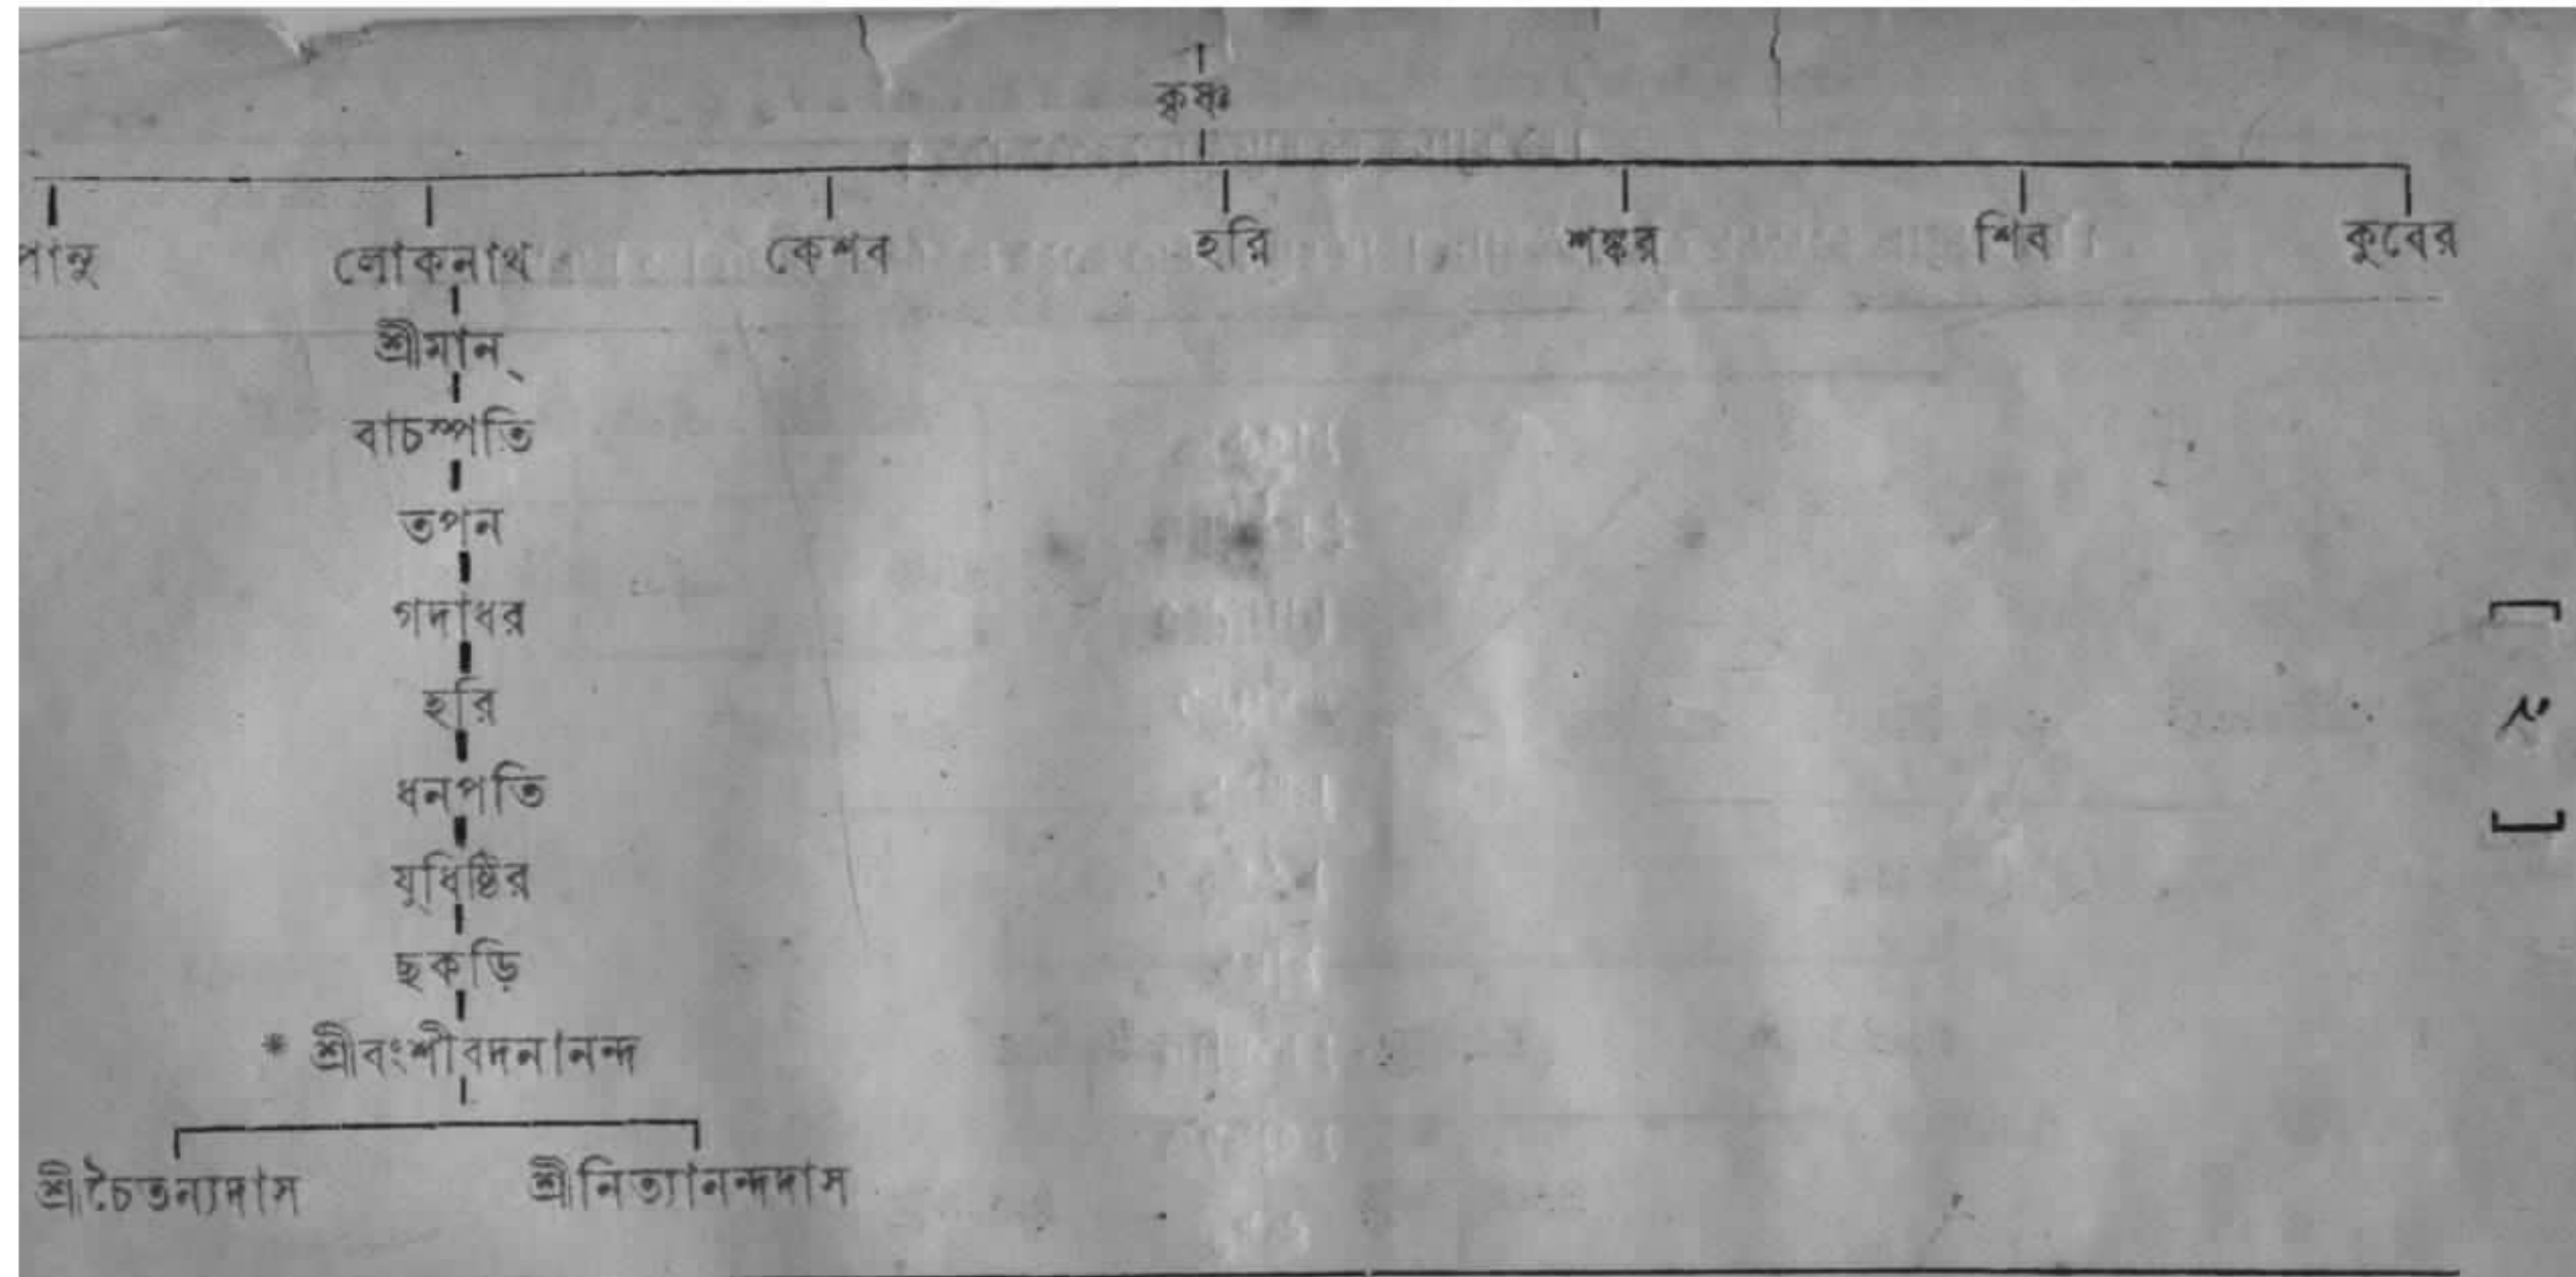 কৃষ্ণ
লোকনাথ কেশব হরি শঙ্কর শিব কুবের
শ্রীমান্
বাচস্পতি
তপন
গদাধর
হরি
ধনপতি
যুধিষ্ঠির
ছকড়ি
* শ্রীবংশীবদনানন্দ
শ্রীচৈতন্যদাস শ্রীনিত্যানন্দদাস